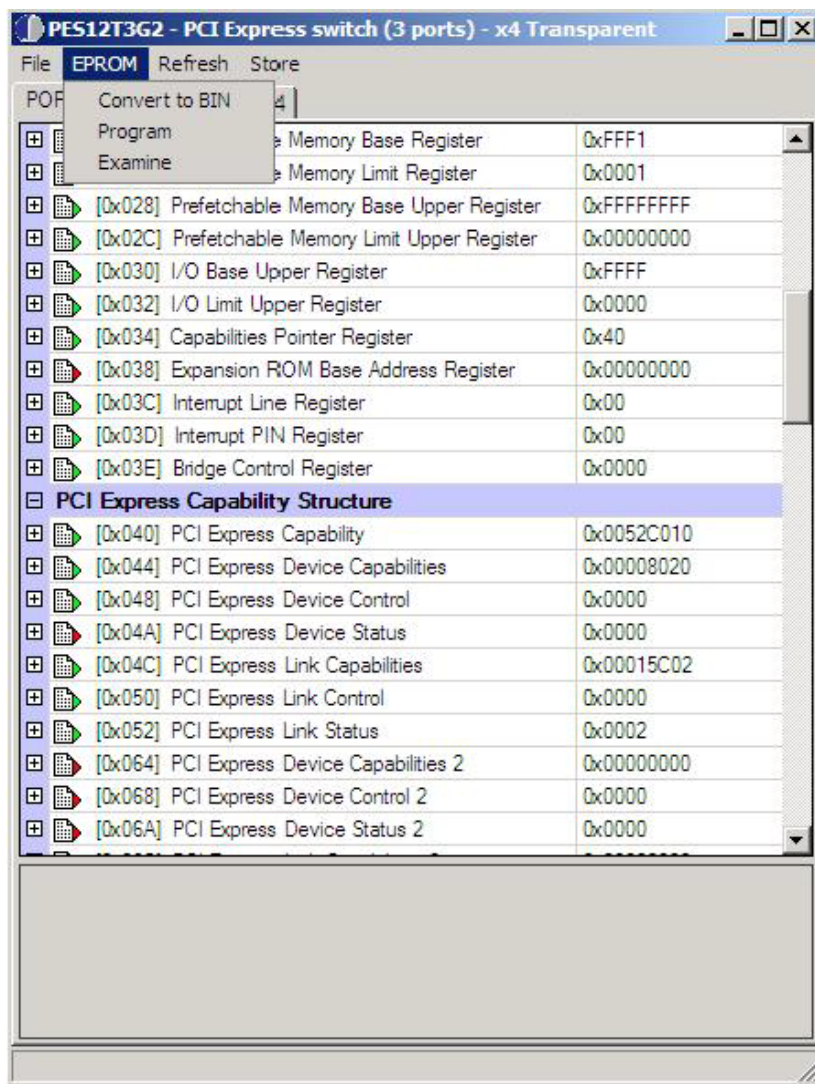 PES12T3G2 - PCI Express switch (3 ports) - x4 Transparent
File EPROM Refresh Store
Convert to BIN
Program
Examine
Memory Base Register 0xFFF1
Memory Limit Register 0x0001
[0x028] Prefetchable Memory Base Upper Register 0xFFFFFFFF
[0x02C] Prefetchable Memory Limit Upper Register 0x00000000
[0x030] I/O Base Upper Register 0xFFFF
[0x032] I/O Limit Upper Register 0x0000
[0x034] Capabilities Pointer Register 0x40
[0x038] Expansion ROM Base Address Register 0x00000000
[0x03C] Interrupt Line Register 0x00
[0x03D] Interrupt PIN Register 0x00
[0x03E] Bridge Control Register 0x0000
PCI Express Capability Structure
[0x040] PCI Express Capability 0x0052C010
[0x044] PCI Express Device Capabilities 0x00008020
[0x048] PCI Express Device Control 0x0000
[0x04A] PCI Express Device Status 0x0000
[0x04C] PCI Express Link Capabilities 0x00015C02
[0x050] PCI Express Link Control 0x0000
[0x052] PCI Express Link Status 0x0002
[0x064] PCI Express Device Capabilities 2 0x00000000
[0x068] PCI Express Device Control 2 0x0000
[0x06A] PCI Express Device Status 2 0x0000